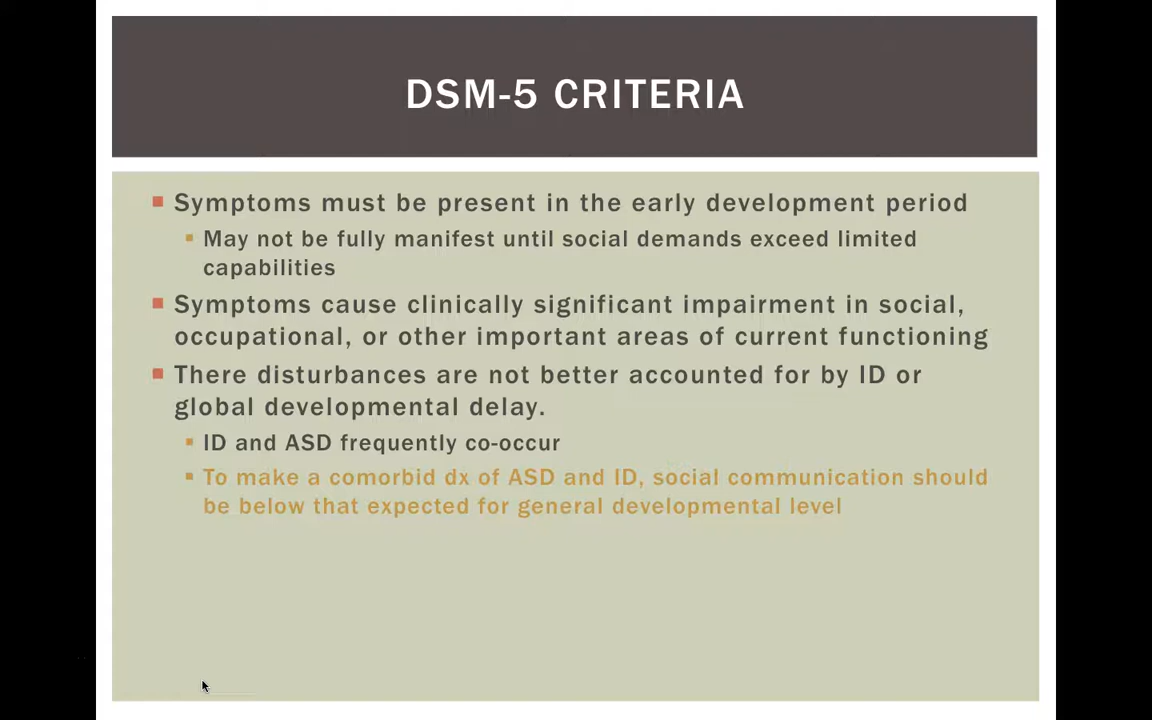 DSM-5 CRITERIA
Symptoms must be present in the early development period
May not be fully manifest until social demands exceed limited
capabilities
Symptoms cause clinically significant impairment in social,
occupational, or other important areas of current functioning
There disturbances are not better accounted for by ID or
global developmental delay.
ID and ASD frequently co-occur
To make a comorbid dx of ASD and ID, social communication should
be below that expected for general developmental level